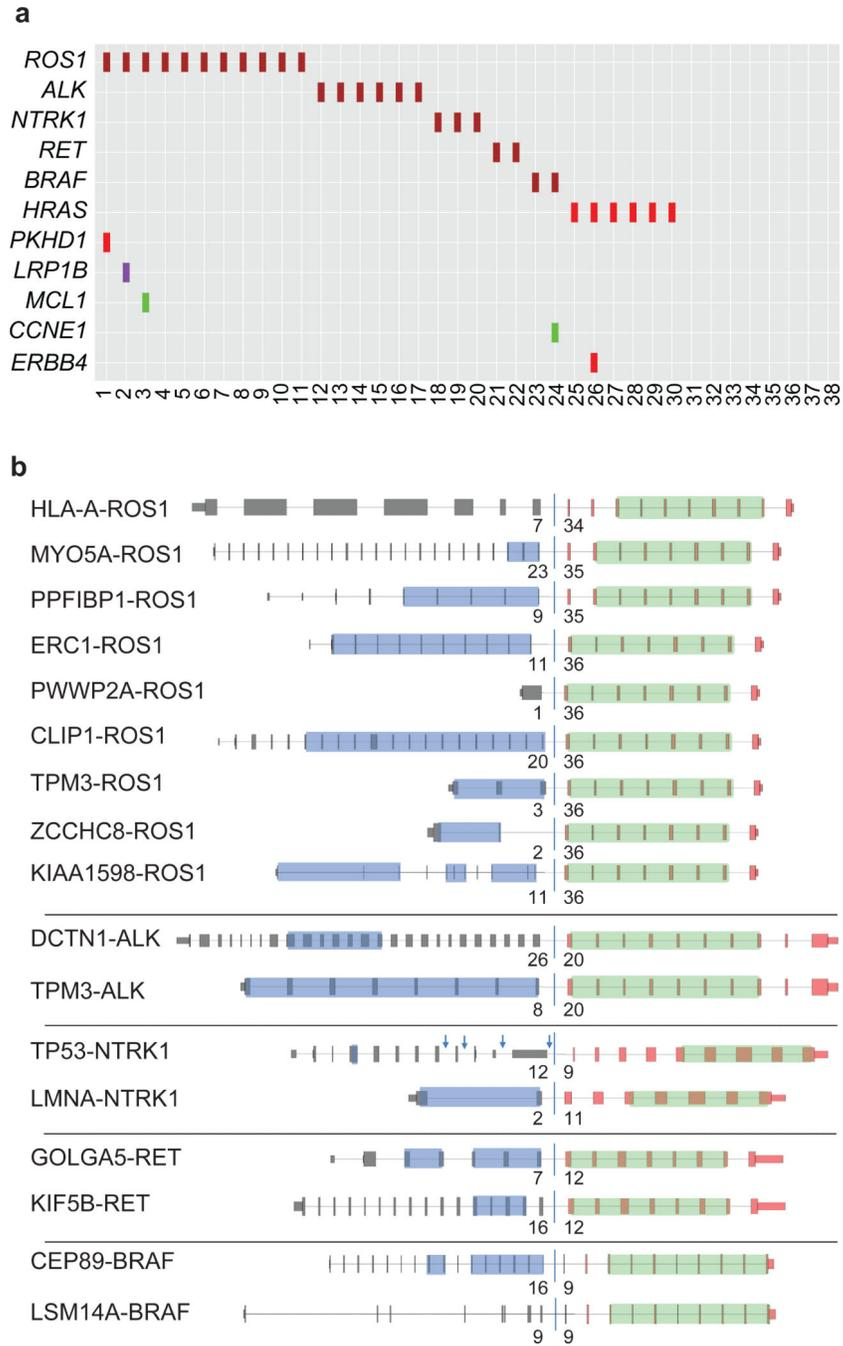 a
ROS1
ALK
NTRK1
RET
BRAF
HRAS
PKHD1
LRP1B
MCL1
CCNE1
ERBB4
1 2 3 4 5 6 7 8 9 10 11 12 13 14 15 16 17 18 19 20 21 22 23 24 25 26 27 28 29 30 31 32 33 34 35 36 37 38
b
HLA-A-ROS1
7 34
MYO5A-ROS1
23 35
PPFIBP1-ROS1
9 35
ERC1-ROS1
11 36
PWWP2A-ROS1
1 36
CLIP1-ROS1
20 36
TPM3-ROS1
3 36
ZCCHC8-ROS1
2 36
KIAA1598-ROS1
11 36
DCTN1-ALK
26 20
TPM3-ALK
8 20
TP53-NTRK1
12 9
LMNA-NTRK1
2 11
GOLGA5-RET
7 12
KIF5B-RET
16 12
CEP89-BRAF
16 9
LSM14A-BRAF
9 9